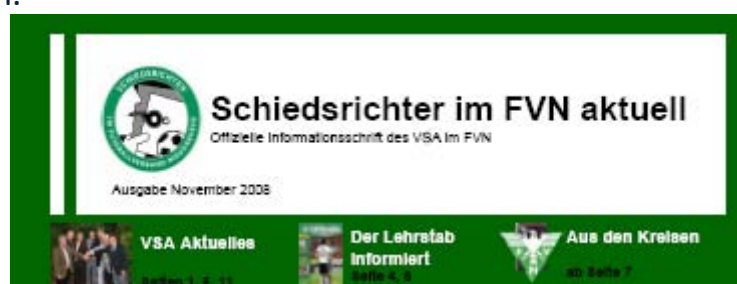 Schiedsrichter im FVN aktuell
Offizielle Informationsschrift des VSA im FVN
Ausgabe November 2008
VSA Aktuelles
Der Lehrstab
informiert
Seite 4, 6
Aus den Kreisen
ab Seite 7